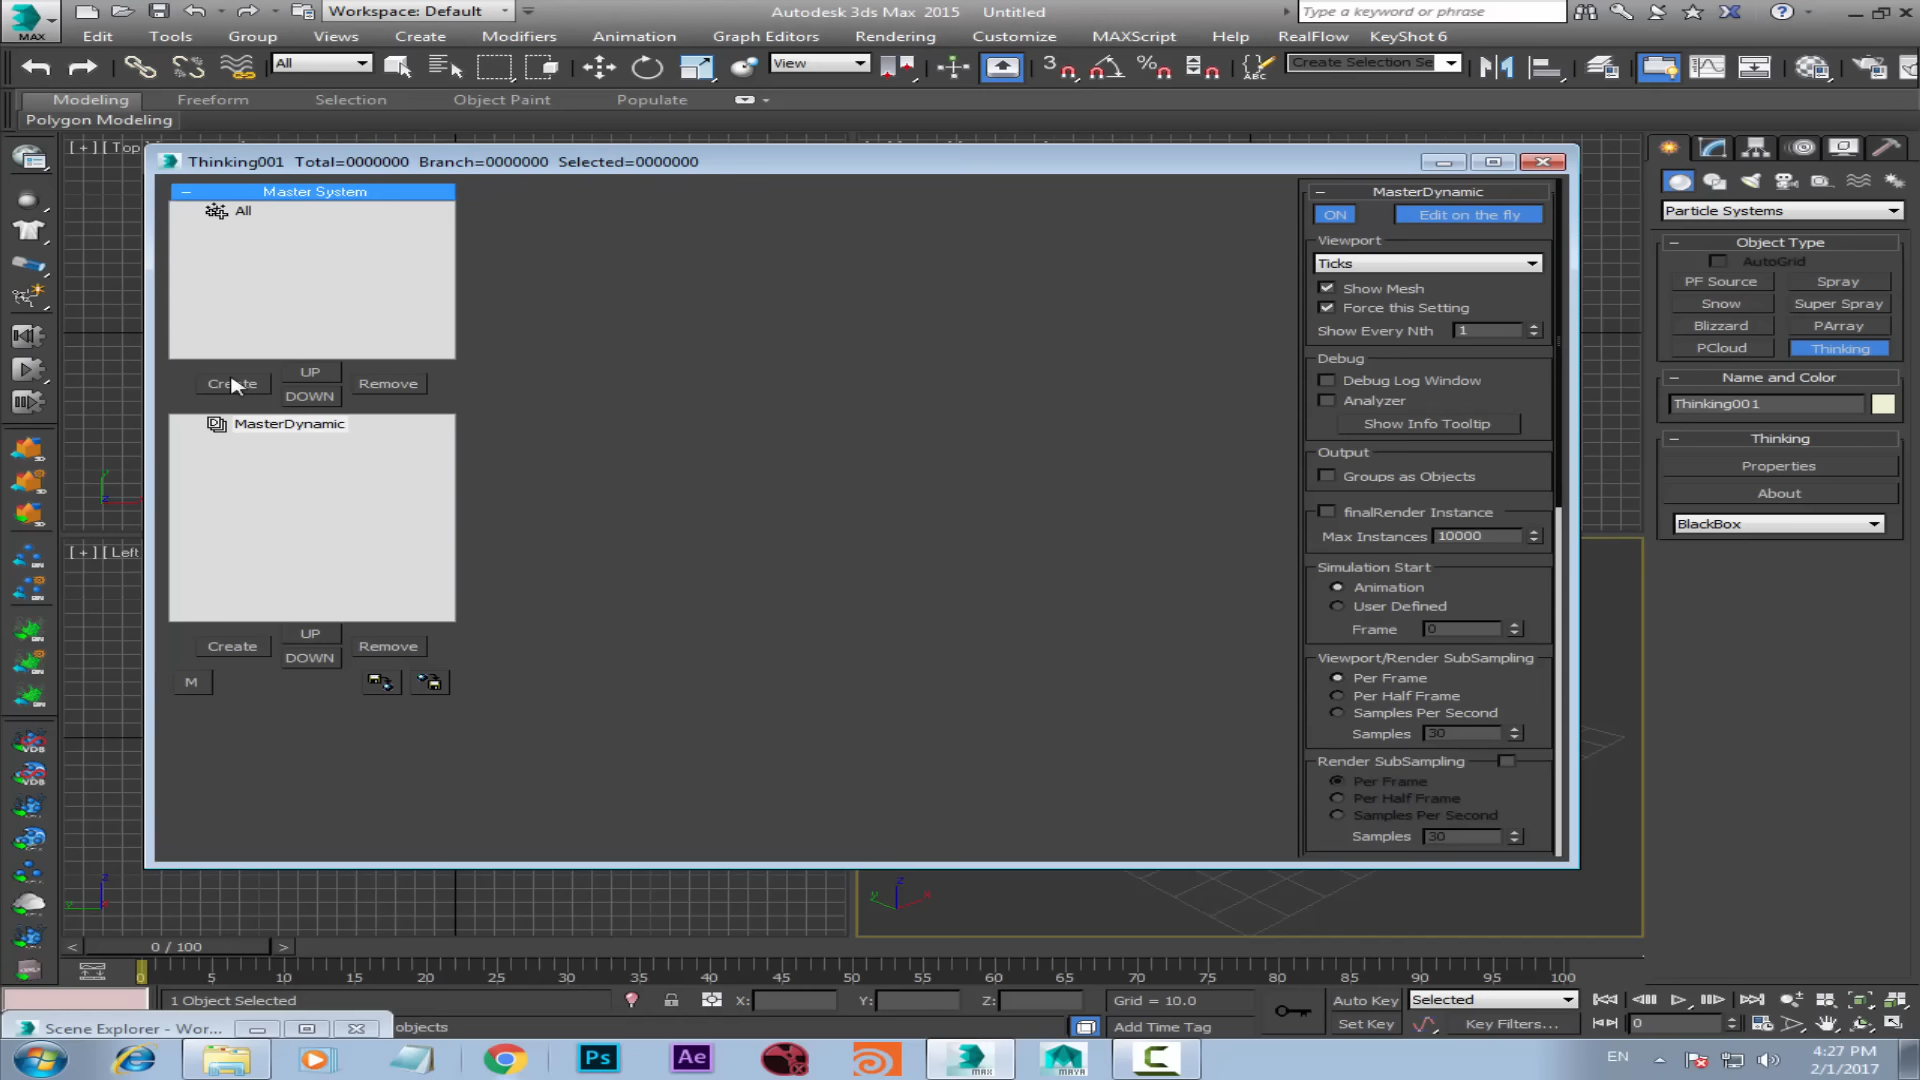 MAX
Workspace: Default
Autodesk 3ds Max 2015 Untitled
Type a keyword or phrase
Edit Tools Group Views Create Modifiers Animation Graph Editors Rendering Customize MAXScript Help RealFlow KeyShot 6
All
View
3
ABC
Create Selection Se
Modeling Freeform Selection Object Paint Populate
Polygon Modeling
[ + ] [ Top
Thinking001 Total=0000000 Branch=0000000 Selected=0000000
Master System
All
Create
UP
DOWN
Remove
MasterDynamic
Create
UP
DOWN
Remove
M
MasterDynamic
ON
Edit on the fly
Viewport
Ticks
Show Mesh
Force this Setting
Show Every Nth 1
Debug
Debug Log Window
Analyzer
Show Info Tooltip
Output
Groups as Objects
finalRender Instance
Max Instances 10000
Simulation Start
Animation
User Defined
Frame 0
Viewport/Render SubSampling
Per Frame
Per Half Frame
Samples Per Second
Samples 30
Render SubSampling
Per Frame
Per Half Frame
Samples Per Second
Samples 30
Particle Systems
Object Type
AutoGrid
PF Source Spray
Snow Super Spray
Blizzard PArray
PCloud Thinking
Name and Color
Thinking001
Thinking
Properties
About
BlackBox
[ + ] [ Left
VDB
VDB
z
y
z
y
x
0 / 100
0 5 10 15 20 25 30 35 40 45 50 55 60 65 70 75 80 85 90 95 100
1 Object Selected
X:
Y:
Z:
Grid = 10.0
Auto Key
Selected
Scene Explorer - Wor...
objects
Add Time Tag
Set Key
Key Filters...
0
Ps
Ae
MAX
MAYA
C
EN
4:27 PM
2/1/2017